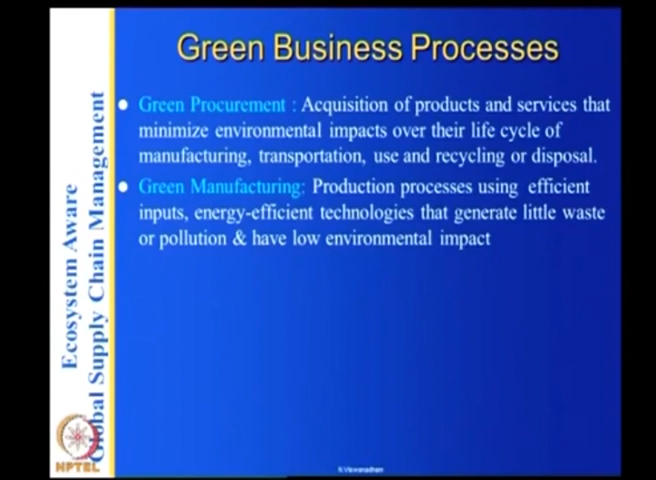 Green Business Processes
Green Procurement : Acquisition of products and services that
minimize environmental impacts over their life cycle of
manufacturing, transportation, use and recycling or disposal.
Green Manufacturing: Production processes using efficient
inputs, energy-efficient technologies that generate little waste
or pollution & have low environmental impact
Ecosystem Aware
Global Supply Chain Management
NPTEL
N.Viswanadham